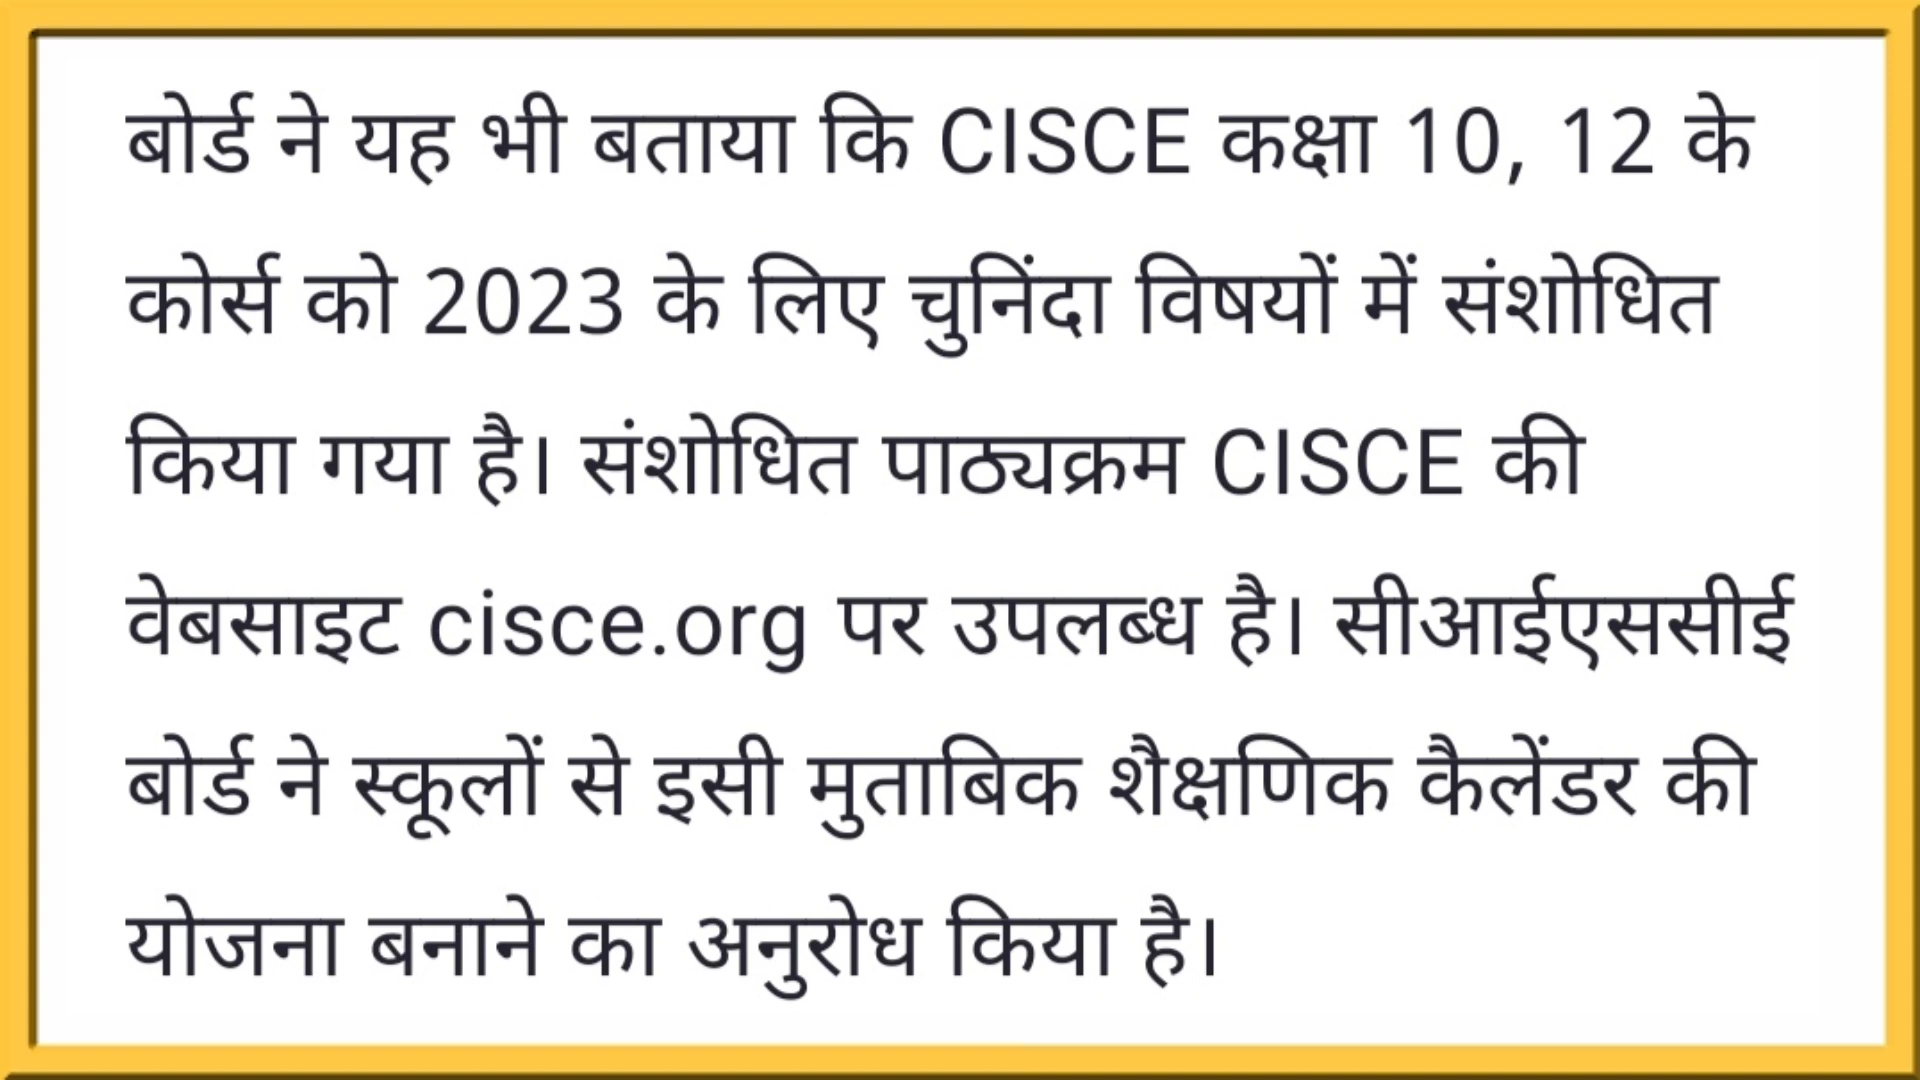 बोर्ड ने यह भी बताया कि CISCE कक्षा 10, 12 के
कोर्स को 2023 के लिए चुनिंदा विषयों में संशोधित
किया गया है। संशोधित पाठ्यक्रम CISCE की
वेबसाइट cisce.org पर उपलब्ध है। सीआईएससीई
बोर्ड ने स्कूलों से इसी मुताबिक शैक्षणिक कैलेंडर की
योजना बनाने का अनुरोध किया है।